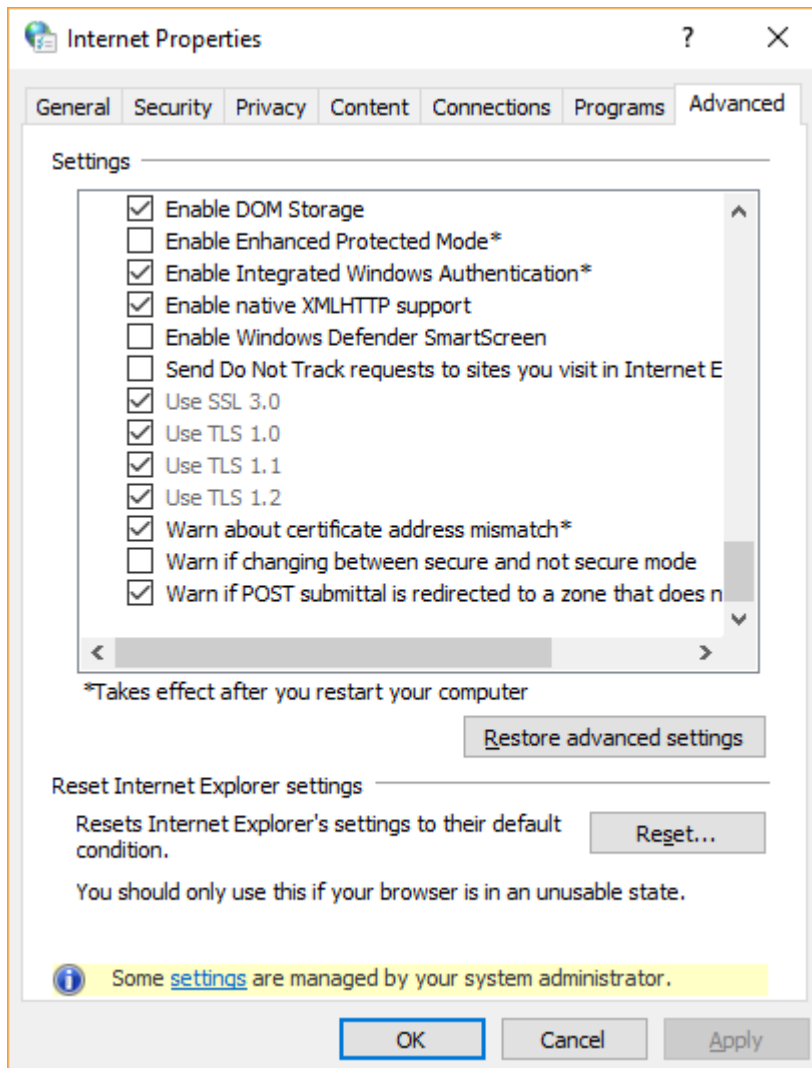 Internet Properties
?
General Security Privacy Content Connections Programs Advanced
Settings
Enable DOM Storage
Enable Enhanced Protected Mode*
Enable Integrated Windows Authentication*
Enable native XMLHTTP support
Enable Windows Defender SmartScreen
Send Do Not Track requests to sites you visit in Internet E
Use SSL 3.0
Use TLS 1.0
Use TLS 1.1
Use TLS 1.2
Warn about certificate address mismatch*
Warn if changing between secure and not secure mode
Warn if POST submittal is redirected to a zone that does n
*Takes effect after you restart your computer
Restore advanced settings
Reset Internet Explorer settings
Resets Internet Explorer's settings to their default
condition.
Reset...
You should only use this if your browser is in an unusable state.
Some settings are managed by your system administrator.
OK Cancel Apply